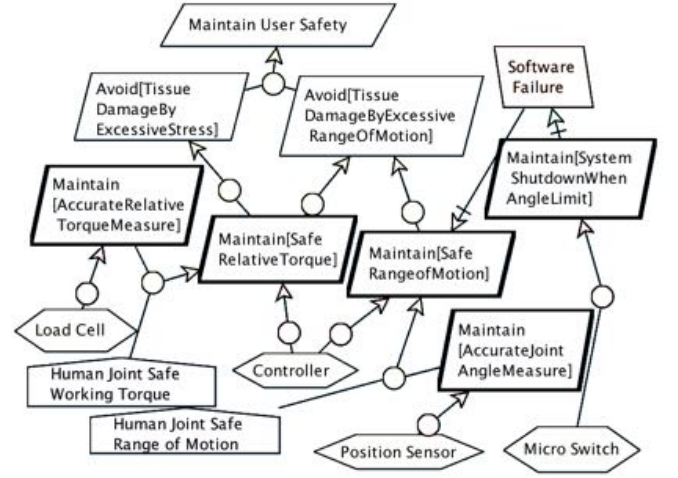 Maintain User Safety
Software
Failure
Avoid[Tissue
DamageBy
ExcessiveStress]
Avoid[Tissue
DamageByExcessive
RangeOfMotion]
Maintain[System
ShutdownWhen
AngleLimit]
Maintain
[AccurateRelative
TorqueMeasure]
Maintain[Safe
RelativeTorque]
Maintain[Safe
RangeofMotion]
Load Cell
Maintain
[AccurateJoint
AngleMeasure]
Human Joint Safe
Working Torque
Controller
Human Joint Safe
Range of Motion
Position Sensor
Micro Switch